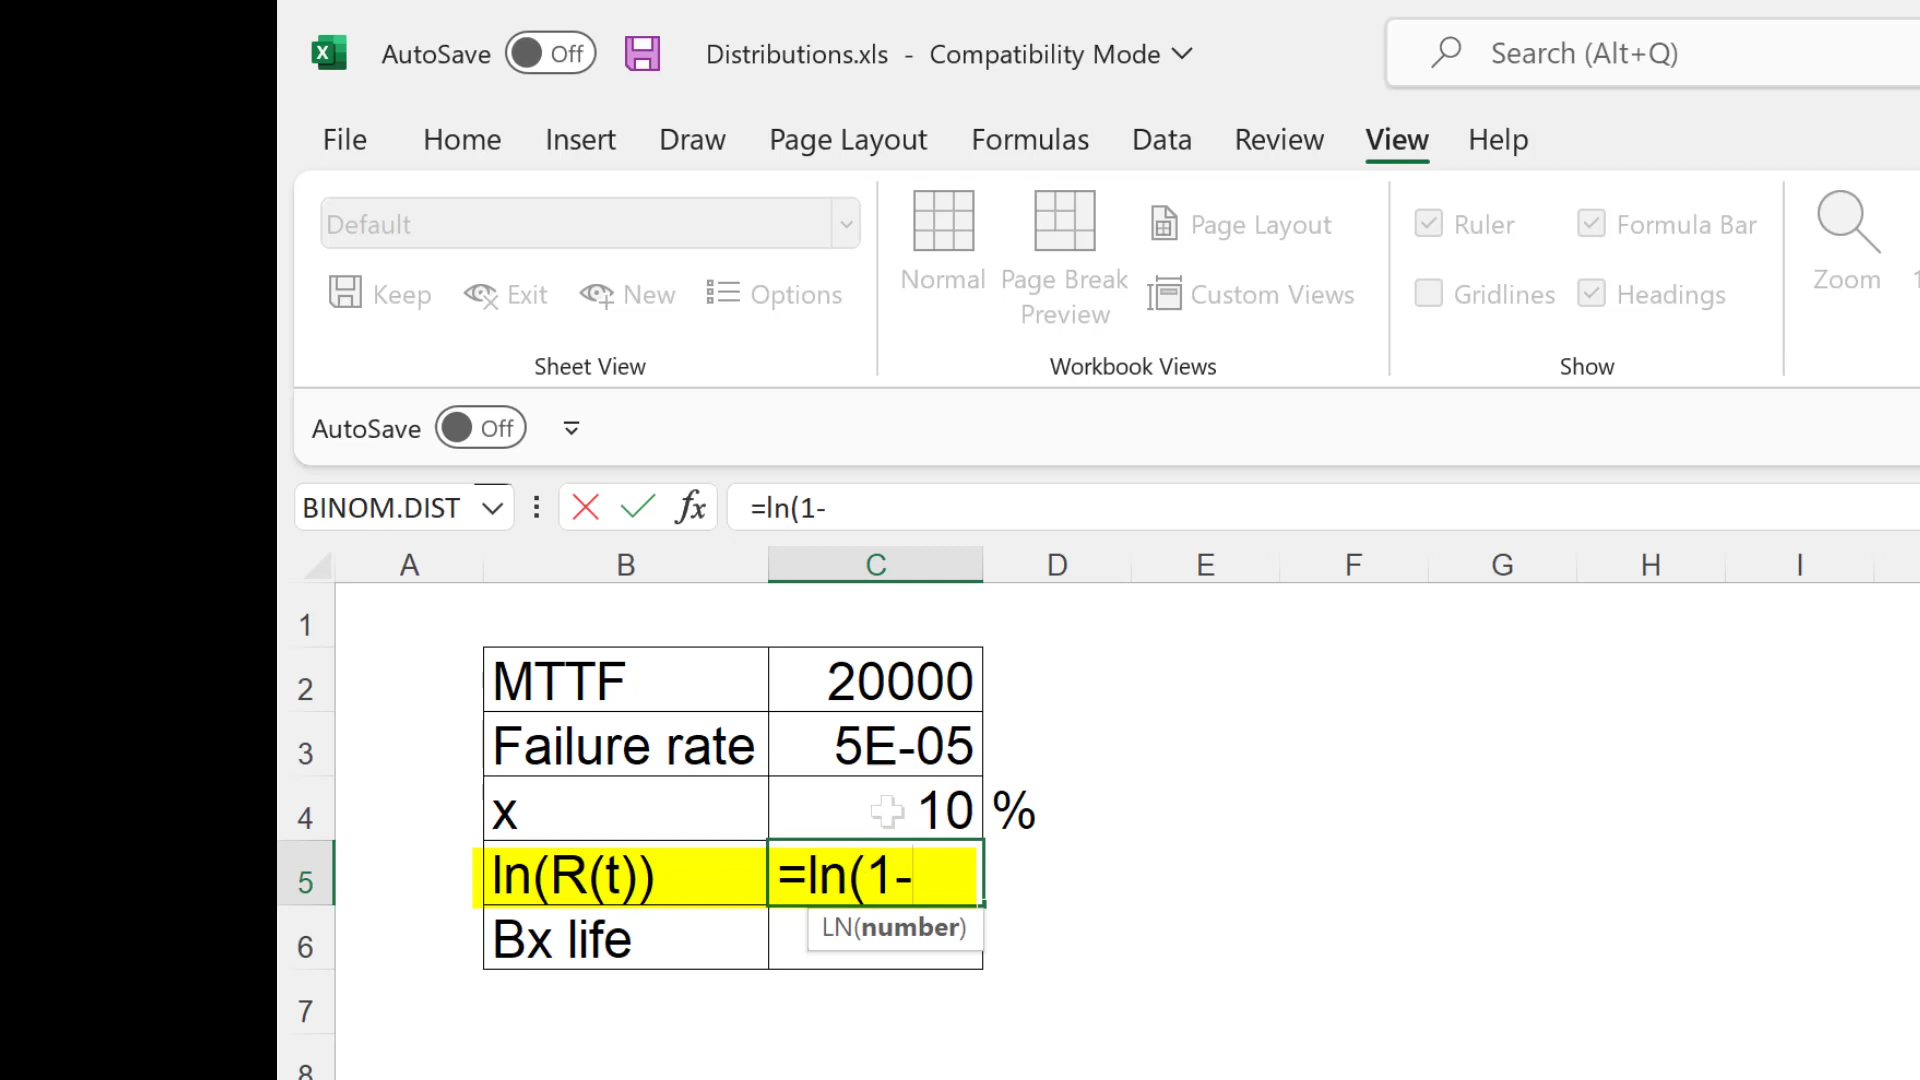 AutoSave Off Distributions.xls - Compatibility Mode Search (Alt+Q)
File Home Insert Draw Page Layout Formulas Data Review View Help
Default
Keep Exit New Options
Sheet View
Normal Page Break Preview Page Layout Custom Views
Workbook Views
Ruler Formula Bar
Gridlines Headings
Show
Zoom
AutoSave Off
BINOM.DIST fx =ln(1-
A B C D E F G H I
1
2 MTTF 20000
3 Failure rate 5E-05
4 x 10 %
5 ln(R(t)) =ln(1-
LN(number)
6 Bx life
7
8